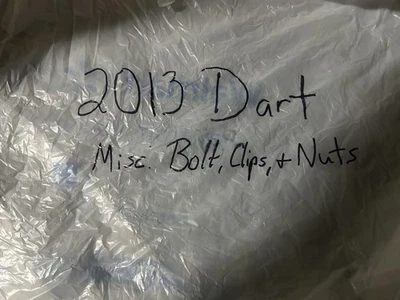 2013 Dart
Misc. Bolt, Clips, + Nuts